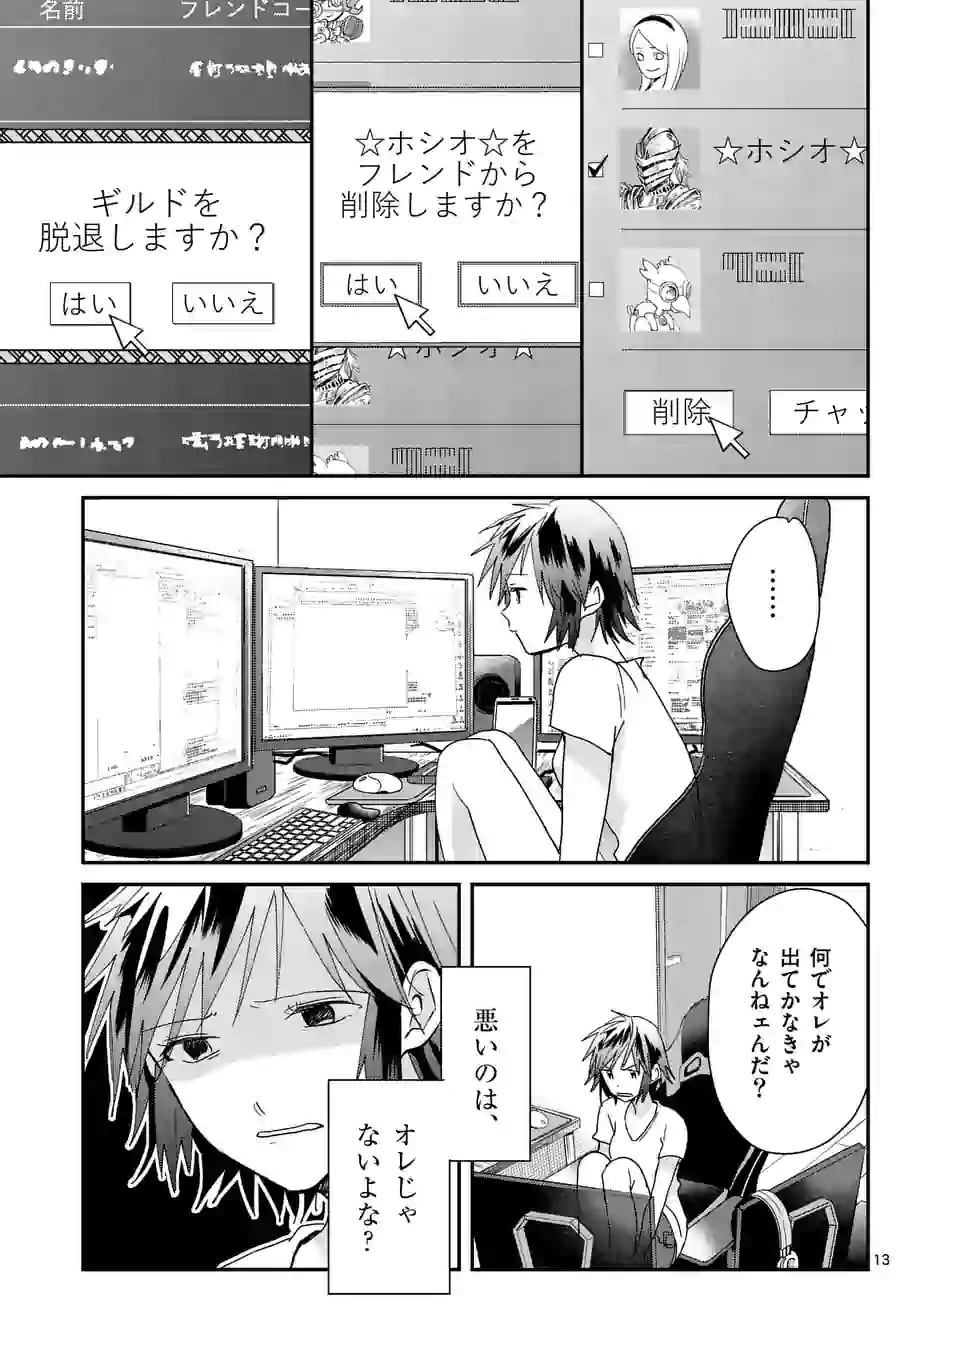 ☆ホシオ☆
削除
チャッ
☆ホシオ☆を
フレンドから
削除しますか?
はい
いいえ
☆ホシオ☆
名前
フレンドコー
ギルドを
脱退しますか?
はい
いいえ
……
何でオレが
出てかなきゃ
なんねェんだ?
悪いのは、
オレじゃ
ないよな?
13